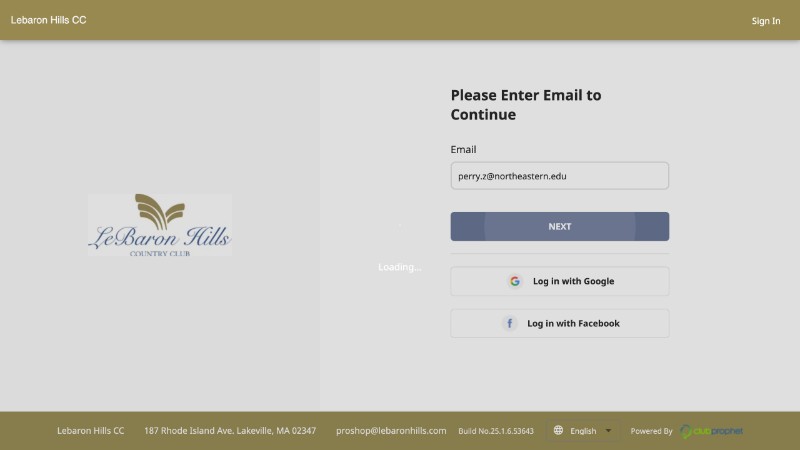 Lebaron Hills CC
Sign In
Please Enter Email to
Continue
Email
perry.z@northeastern.edu
NEXT
LeBaron Hills
COUNTRY CLUB
Loading...
Log in with Google
Log in with Facebook
Lebaron Hills CC
187 Rhode Island Ave. Lakeville, MA 02347
proshop@lebaronhills.com
Build No.25.1.6.53643
English
Powered By
clubprophet